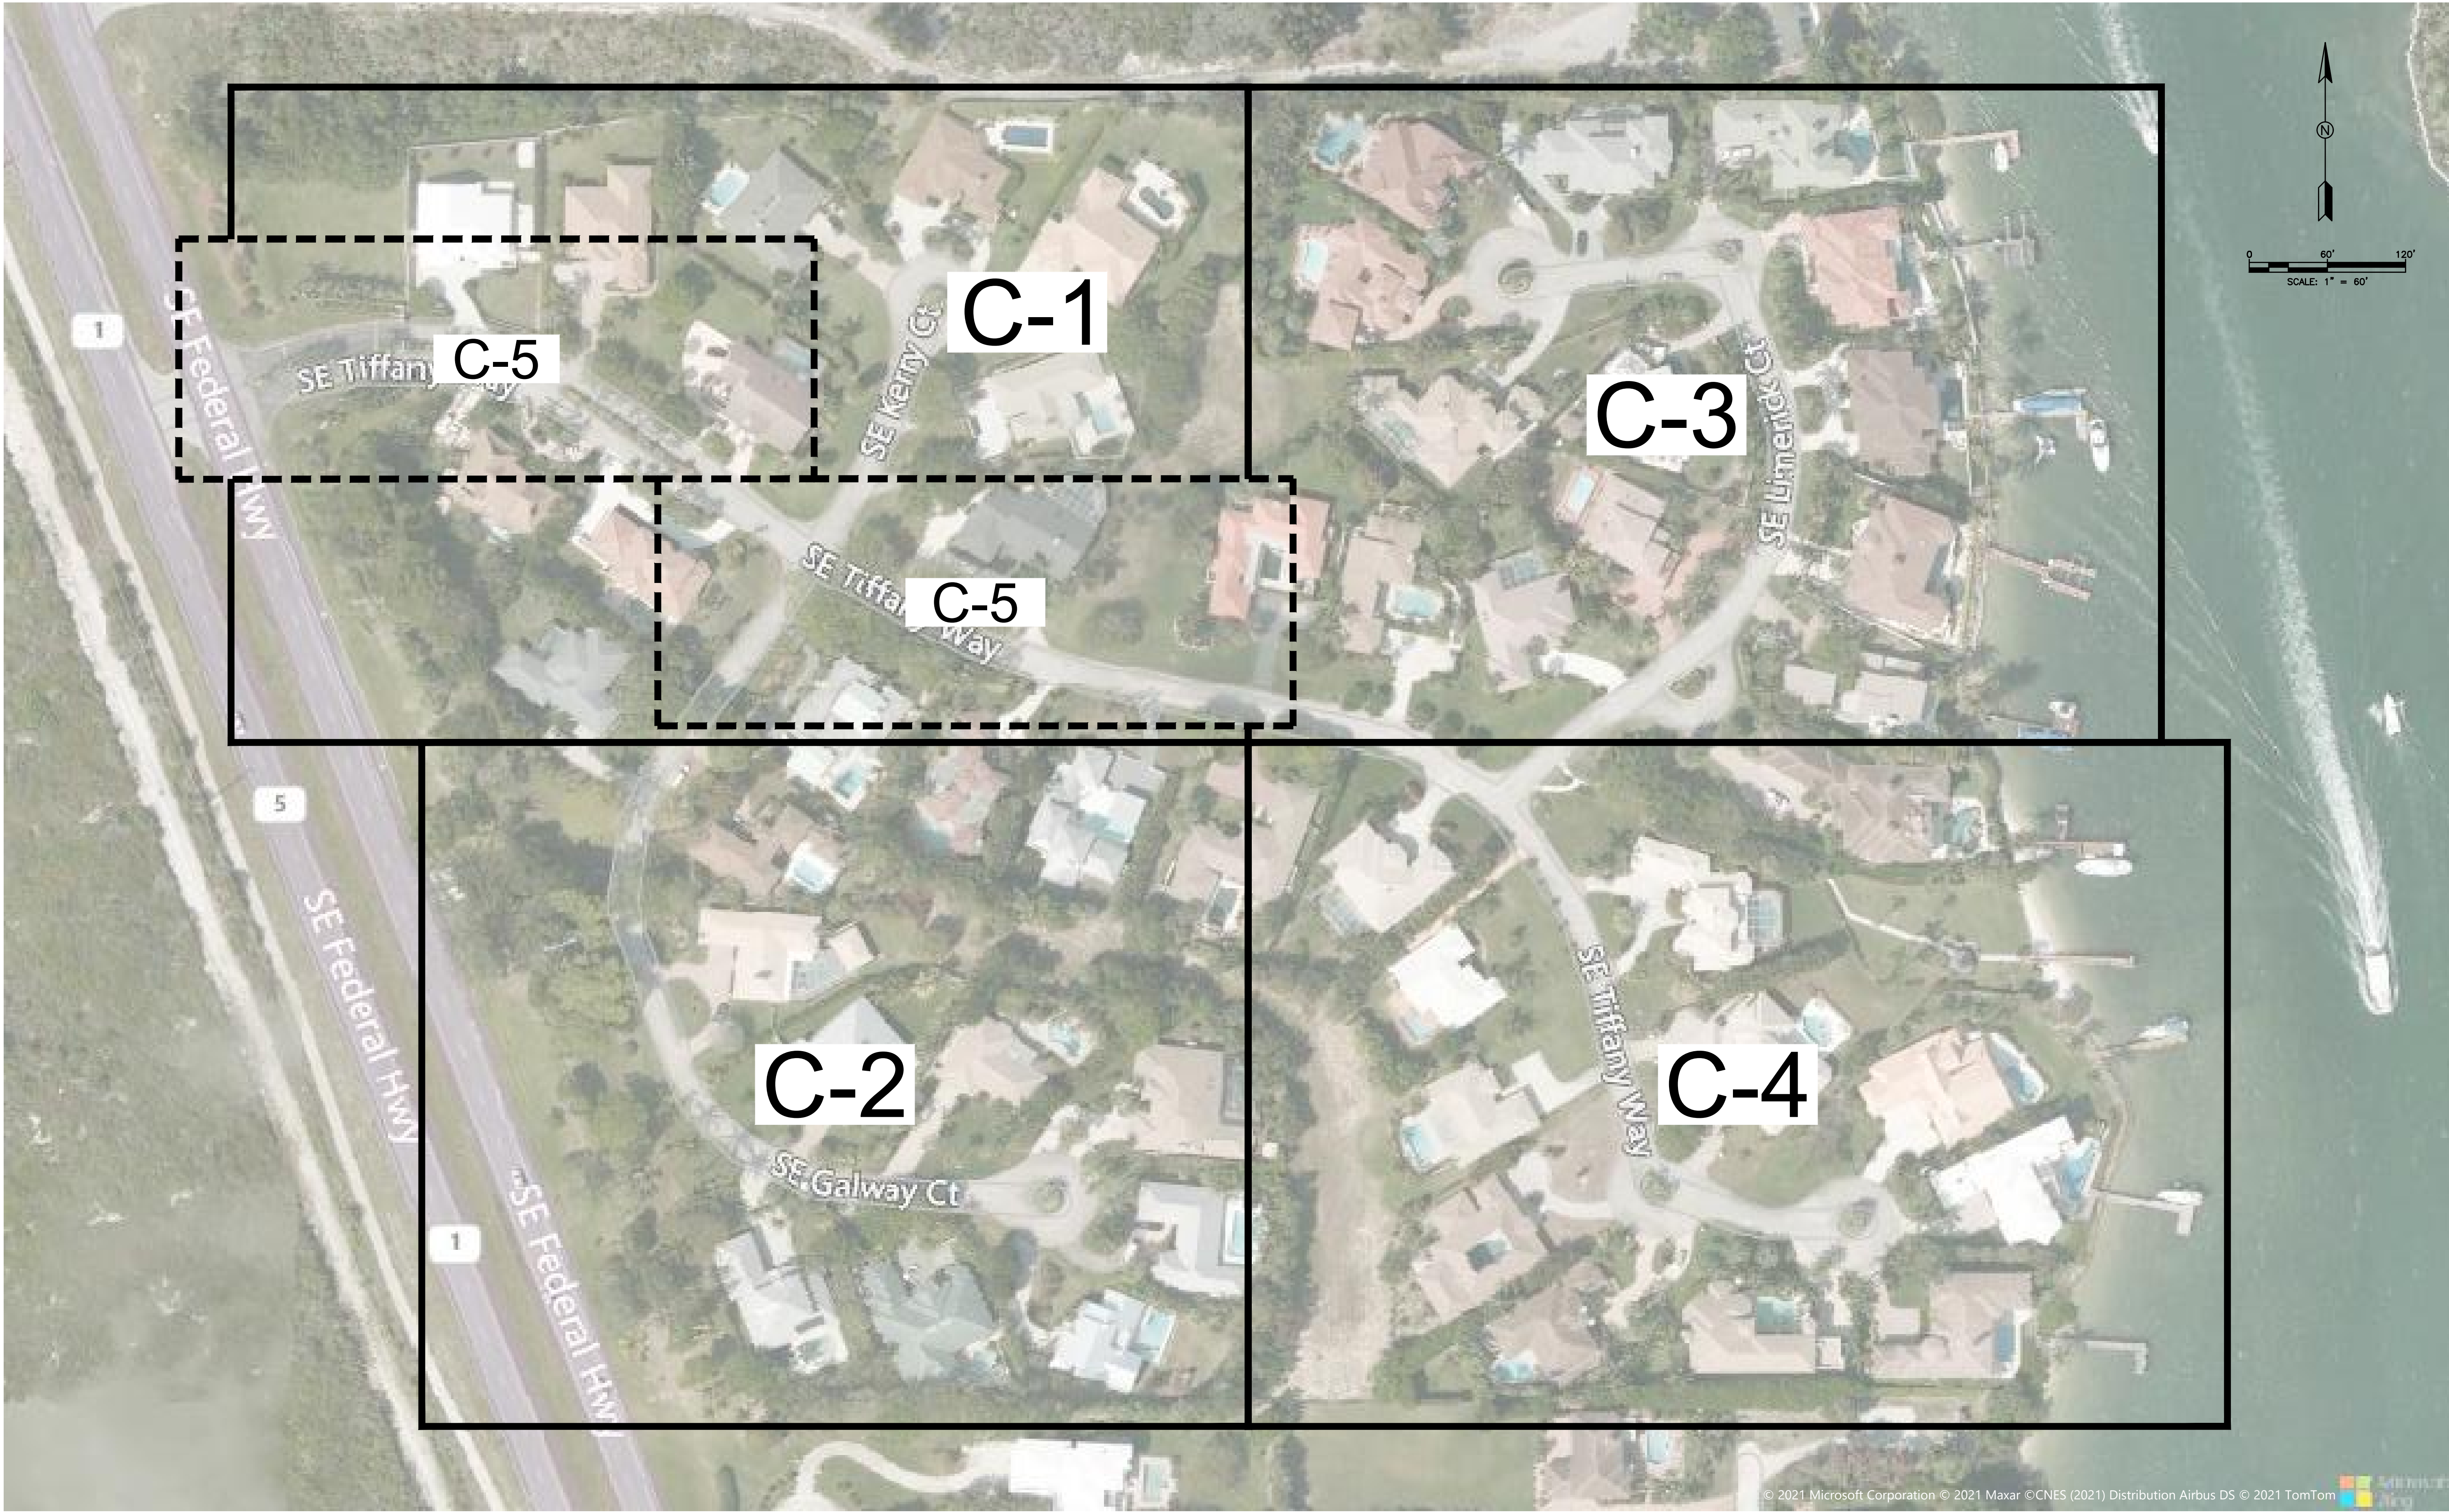 N
0 60' 120'
SCALE: 1" = 60'
C-1
1
SE Federal Hwy
SE Tiffany Way
C-5
SE Kerry Ct
C-3
SE Limerick Ct
SE Tiffany Way
C-5
5
SE Federal Hwy
SE Tiffany Way
C-2
C-4
SE Galway Ct
1
SE Federal Hwy
© 2021 Microsoft Corporation © 2021 Maxar ©CNES (2021) Distribution Airbus DS © 2021 TomTom